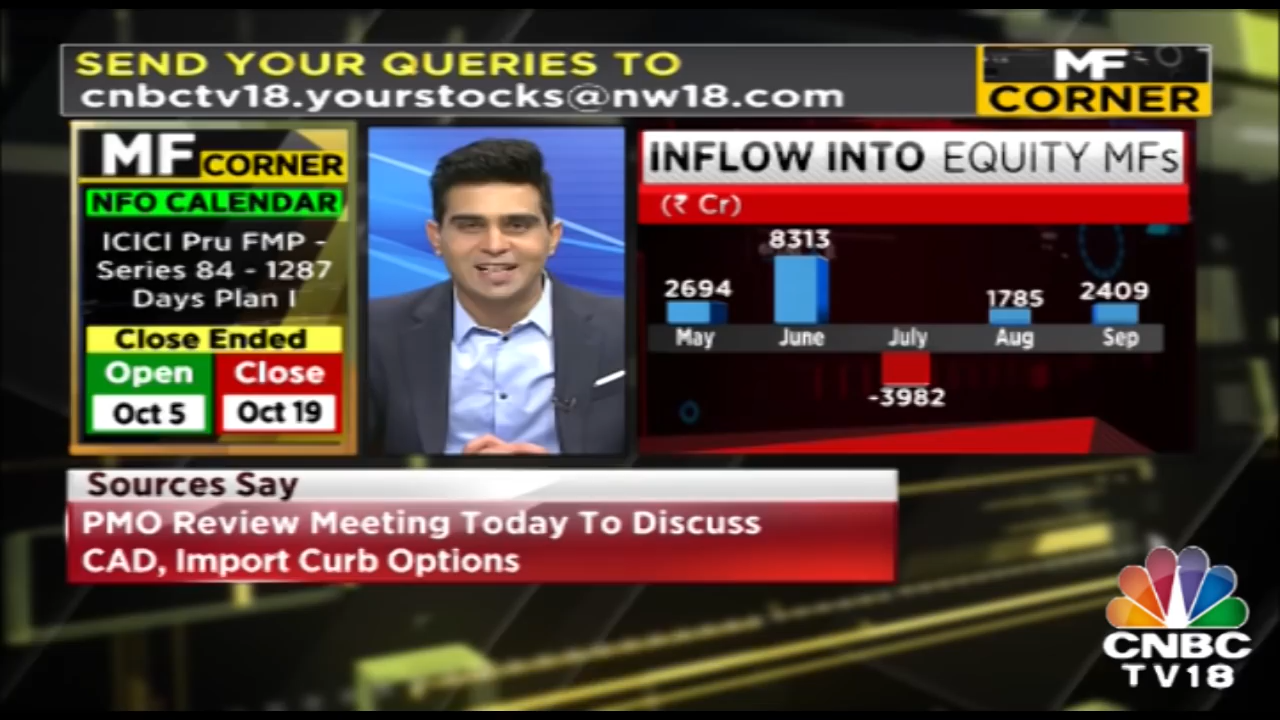 SEND YOUR QUERIES TO
cnbctv18.yourstocks@nw18.com
MF
CORNER
MF CORNER
NFO CALENDAR
ICICI Pru FMP -
Series 84 - 1287
Days Plan I
Close Ended
Open Close
Oct 5 Oct 19
INFLOW INTO EQUITY MFs
(₹ Cr)
8313
2694 1785 2409
May June July Aug Sep
-3982
Sources Say
PMO Review Meeting Today To Discuss
CAD, Import Curb Options
CNBC
TV18